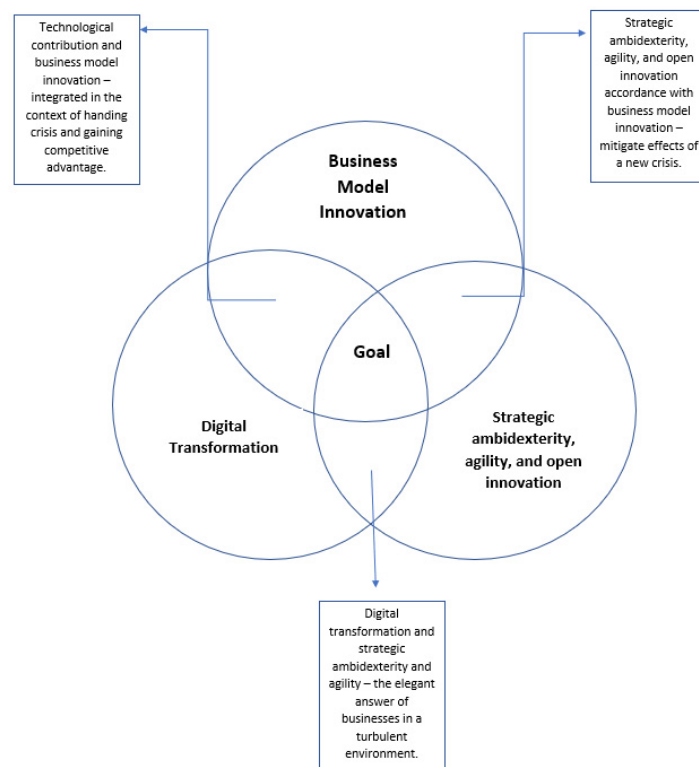 Technological
contribution and
business model
innovation –
integrated in the
context of handing
crisis and gaining
competitive
advantage.
Strategic
ambidexterity,
agility, and open
innovation
accordance with
business model
innovation –
mitigate effects of
a new crisis.
Business
Model
Innovation
Goal
Digital
Transformation
Strategic
ambidexterity,
agility, and open
innovation
Digital
transformation and
strategic
ambidexterity and
agility – the elegant
answer of
businesses in a
turbulent
environment.